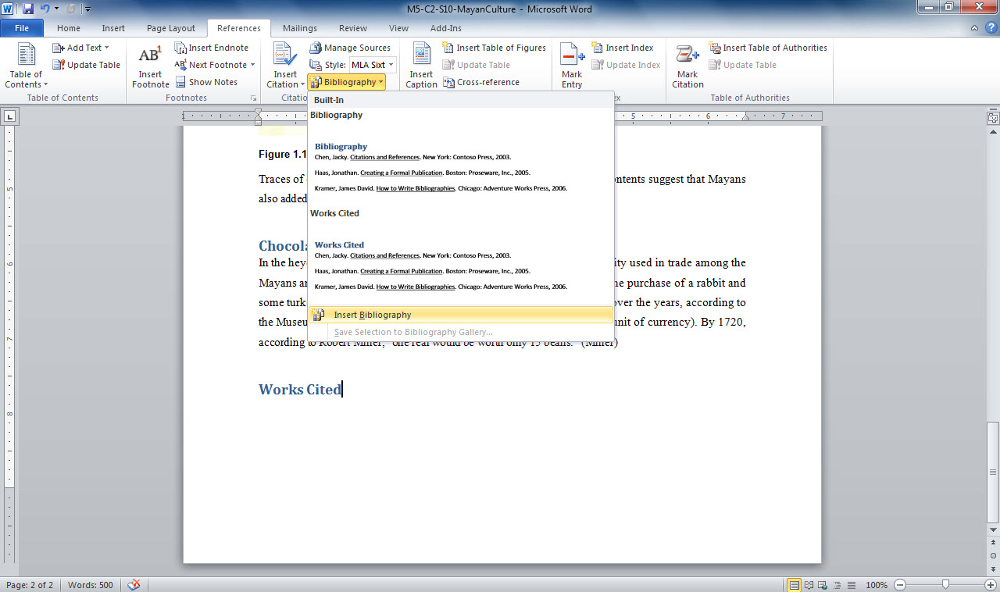 M5-C2-S10-MayanCulture - Microsoft Word
File Home Insert Page Layout References Mailings Review View Add-Ins
Table of Contents
Add Text
Update Table
Table of Contents
AB1
Insert Footnote
Insert Endnote
Next Footnote
Show Notes
Footnotes
Insert Citation
Manage Sources
Style: MLA Sixt
Bibliography
Citatio
Insert Caption
Insert Table of Figures
Update Table
Cross-reference
Mark Entry
Insert Index
Update Index
ex
Mark Citation
Insert Table of Authorities
Update Table
Table of Authorities
Built-In
Bibliography
Bibliography
Chen, Jacky. Citations and References. New York: Contoso Press, 2003.
Haas, Jonathan. Creating a Formal Publication. Boston: Proseware, Inc., 2005.
Kramer, James David. How to Write Bibliographies. Chicago: Adventure Works Press, 2006.
Works Cited
Works Cited
Chen, Jacky. Citations and References. New York: Contoso Press, 2003.
Haas, Jonathan. Creating a Formal Publication. Boston: Proseware, Inc., 2005.
Kramer, James David. How to Write Bibliographies. Chicago: Adventure Works Press, 2006.
Insert Bibliography
Save Selection to Bibliography Gallery...
1 5 6 7
5
6
7
8
Figure 1.1
Traces of ontents suggest that Mayans
also added
Chocola
In the hey ity used in trade among the
Mayans an he purchase of a rabbit and
some turk over the years, according to
the Museu unit of currency). By 1720,
according to Robert Miller, "one real would be worth only 15 beans." (Miller)
Works Cited
Page: 2 of 2 Words: 500 100%